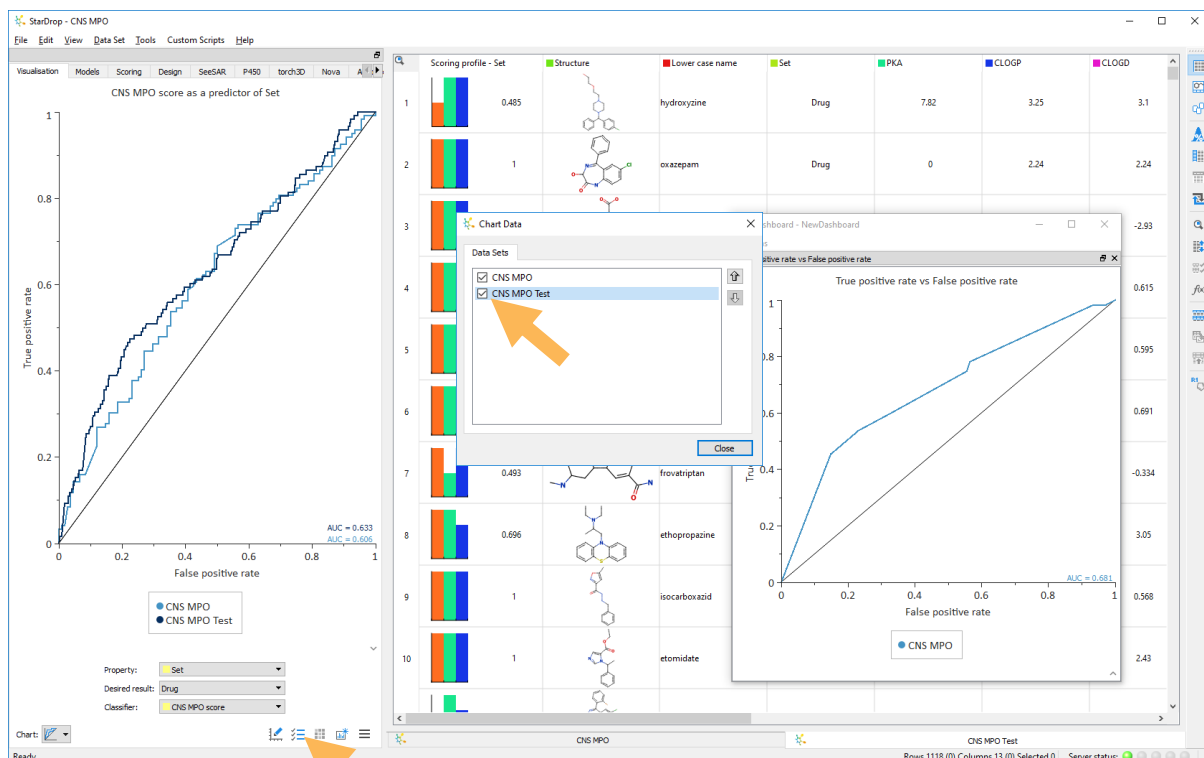 StarDrop - CNS MPO
File Edit View Data Set Tools Custom Scripts Help
Visualisation Models Scoring Design SeeSAR P450 torch3D Nova
CNS MPO score as a predictor of Set
1
0.8
0.6
0.4
0.2
0
True positive rate
AUC = 0.633
AUC = 0.606
0 0.2 0.4 0.6 0.8 1
False positive rate
CNS MPO
CNS MPO Test
Property: Set
Desired result: Drug
Classifier: CNS MPO score
Chart:
Ready
Scoring profile - Set Structure Lower case name Set PKA CLOGP CLOGD
1 0.485 hydroxyzine Drug 7.82 3.25 3.1
2 1 oxazepam Drug 0 2.24 2.24
3 -2.93
4 0.615
5 0.595
6 0.691
7 0.493 frovatriptan -0.334
8 0.696 ethopropazine 3.05
9 1 isocarboxazid 0.568
10 1 etomidate 2.43
Chart Data
Data Sets
CNS MPO
CNS MPO Test
Close
shboard - NewDashboard
sitive rate vs False positive rate
True positive rate vs False positive rate
1
0.8
0.6
0.4
0.2
0
AUC = 0.681
0 0.2 0.4 0.6 0.8 1
False positive rate
CNS MPO
CNS MPO CNS MPO Test
Rows 1118 (0) Columns 13 (0) Selected 0 Server status: